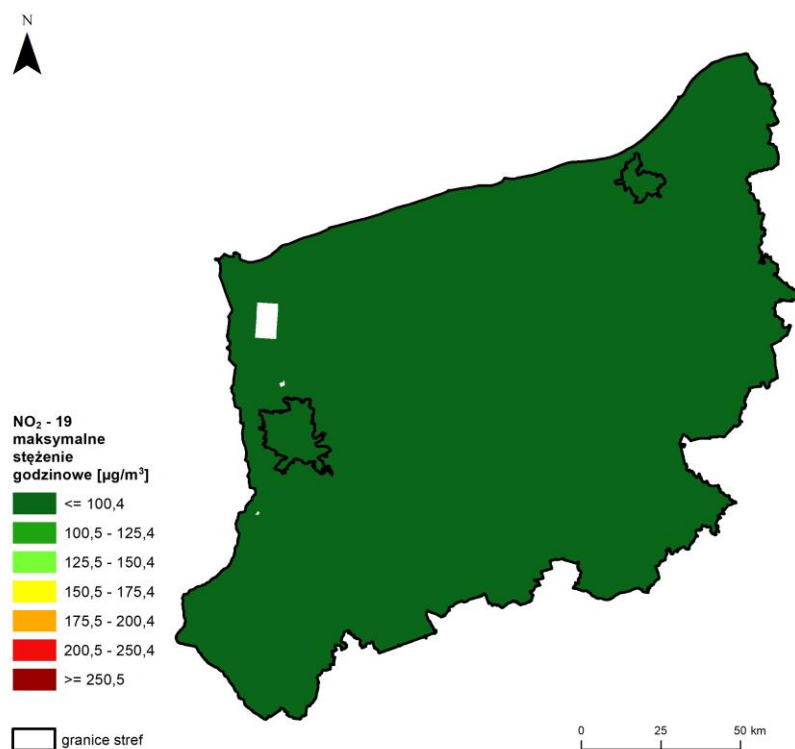 N
NO₂ - 19
maksymalne
stężenie
godzinowe [µg/m³]
<= 100,4
100,5 - 125,4
125,5 - 150,4
150,5 - 175,4
175,5 - 200,4
200,5 - 250,4
>= 250,5
granice stref
0 25 50 km